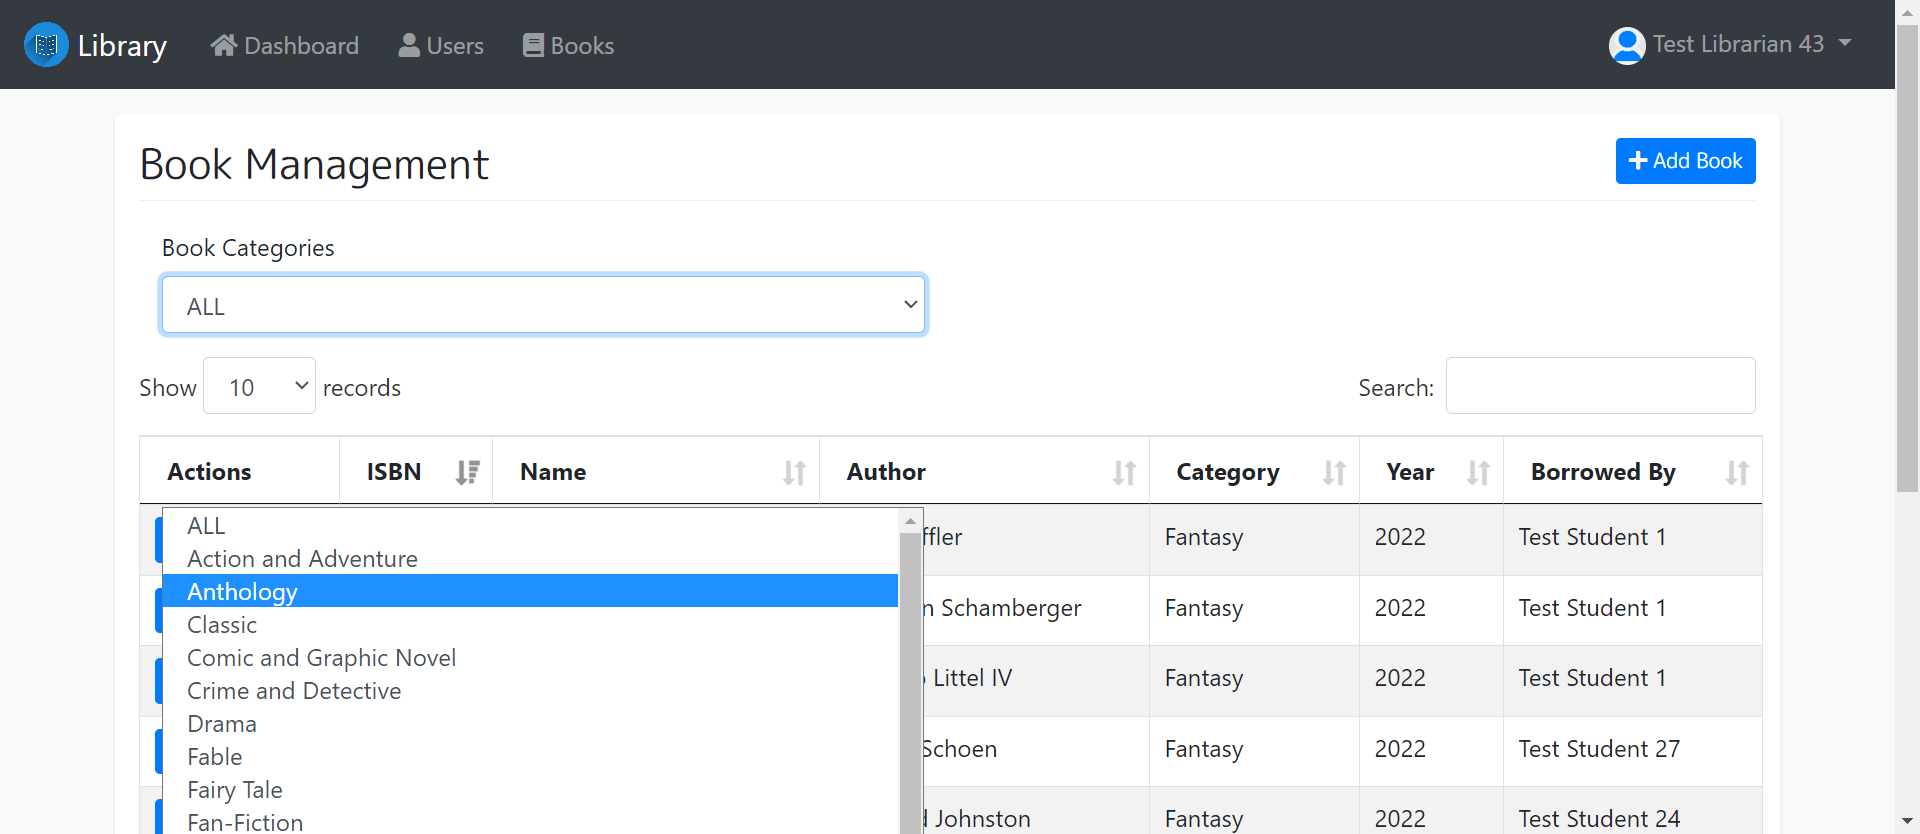 Library Dashboard Users Books Test Librarian 43
Book Management
Add Book
Book Categories
ALL
Show 10 records
Search:
Actions ISBN Name Author Category Year Borrowed By
ALL
Action and Adventure
Anthology
Classic
Comic and Graphic Novel
Crime and Detective
Drama
Fable
Fairy Tale
Fan-Fiction
Fantasy 2022 Test Student 1
Schamberger Fantasy 2022 Test Student 1
Littel IV Fantasy 2022 Test Student 1
Schoen Fantasy 2022 Test Student 27
Johnston Fantasy 2022 Test Student 24